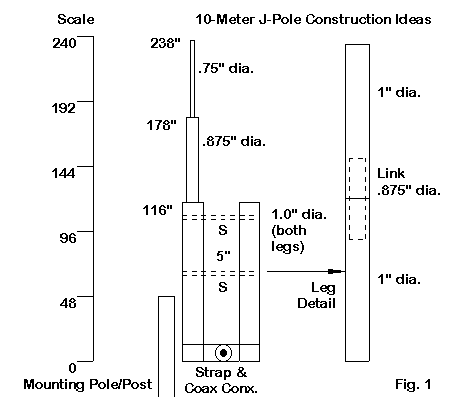 Scale
10-Meter J-Pole Construction Ideas
240
192
144
96
48
0
238"
.75" dia.
178"
.875" dia.
116"
1.0" dia.
(both
legs)
S
5"
S
1" dia.
Link
.875" dia.
Leg
Detail
1" dia.
Mounting Pole/Post
Strap &
Coax Conx.
Fig. 1